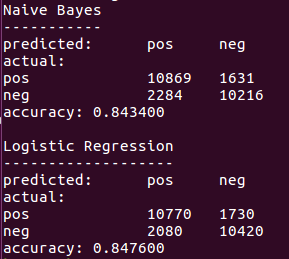 Naive Bayes
-----------
predicted:      pos     neg
actual:
pos             10869   1631
neg             2284    10216
accuracy: 0.843400

Logistic Regression
-------------------
predicted:      pos     neg
actual:
pos             10770   1730
neg             2080    10420
accuracy: 0.847600